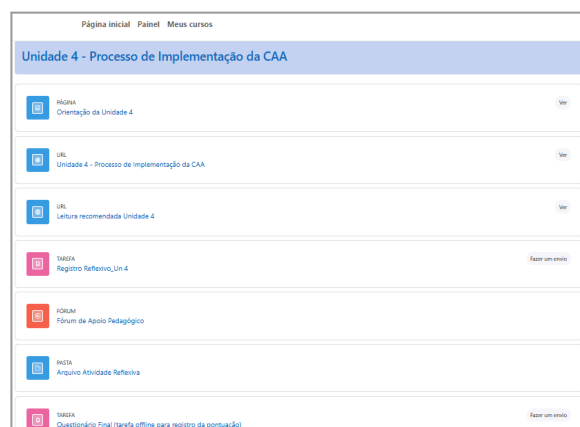 Página inicial Painel Meus cursos
Unidade 4 - Processo de Implementação da CAA
PÁGINA
Ver
Orientação da Unidade 4
URL
Ver
Unidade 4 - Processo de Implementação da CAA
URL
Ver
Leitura recomendada Unidade 4
TAREFA
Fazer um envio
Registro Reflexivo_Un 4
FÓRUM
Fórum de Apoio Pedagógico
PASTA
Arquivo Atividade Reflexiva
TAREFA
Fazer um envio
Questionário Final (tarefa offline para registro da pontuação)